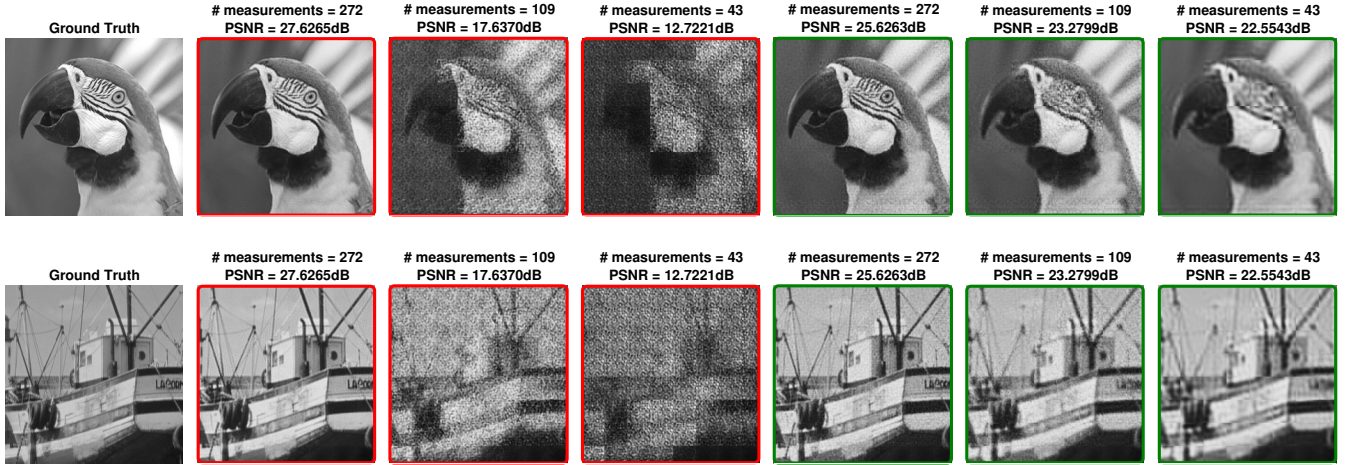 Ground Truth
# measurements = 272
PSNR = 27.6265dB
# measurements = 109
PSNR = 17.6370dB
# measurements = 43
PSNR = 12.7221dB
# measurements = 272
PSNR = 25.6263dB
# measurements = 109
PSNR = 23.2799dB
# measurements = 43
PSNR = 22.5543dB
Ground Truth
# measurements = 272
PSNR = 27.6265dB
# measurements = 109
PSNR = 17.6370dB
# measurements = 43
PSNR = 12.7221dB
# measurements = 272
PSNR = 25.6263dB
# measurements = 109
PSNR = 23.2799dB
# measurements = 43
PSNR = 22.5543dB